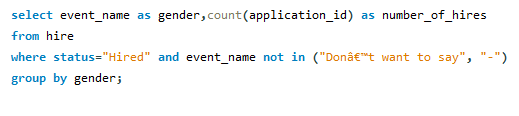 select event_name as gender,count(application_id) as number_of_hires
from hire
where status="Hired" and event_name not in ("Donâ€™t want to say", "-")
group by gender;